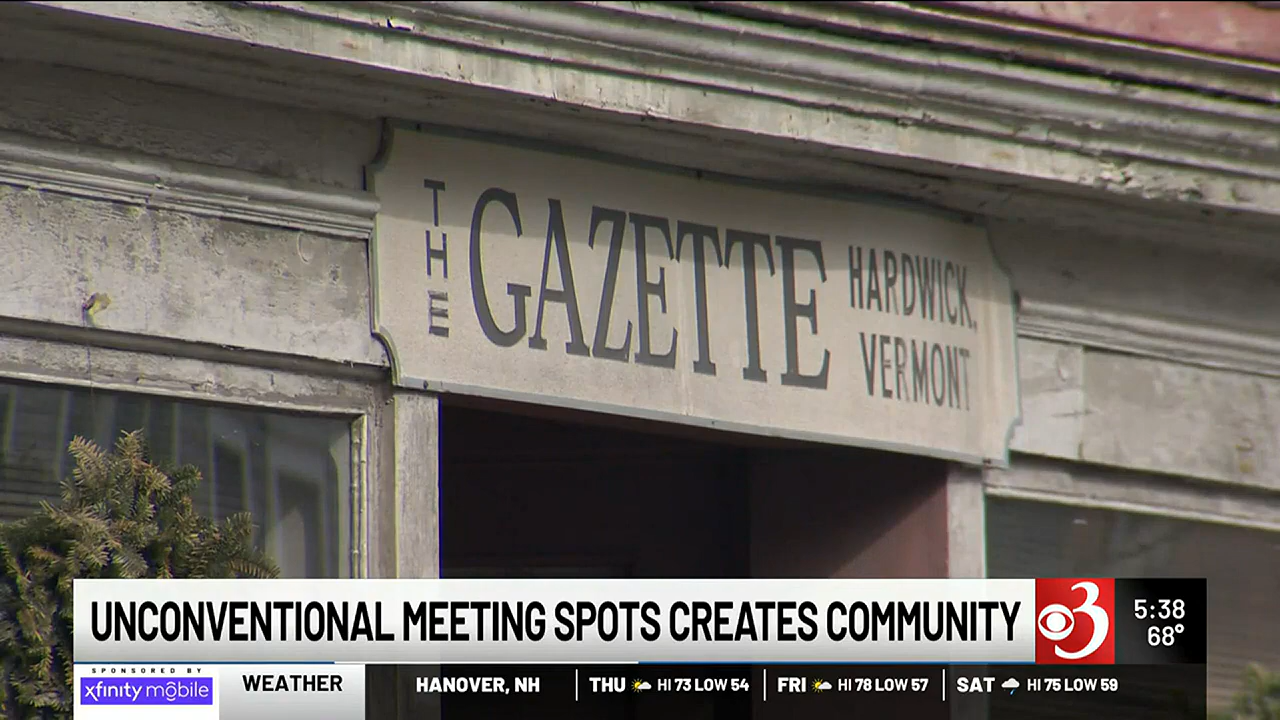 THE
GAZETTE
HARDWICK,
VERMONT
UNCONVENTIONAL MEETING SPOTS CREATES COMMUNITY
3
5:38
68°
SPONSORED BY
xfinity mobile
WEATHER
HANOVER, NH
THU HI 73 LOW 54
FRI HI 78 LOW 57
SAT HI 75 LOW 59